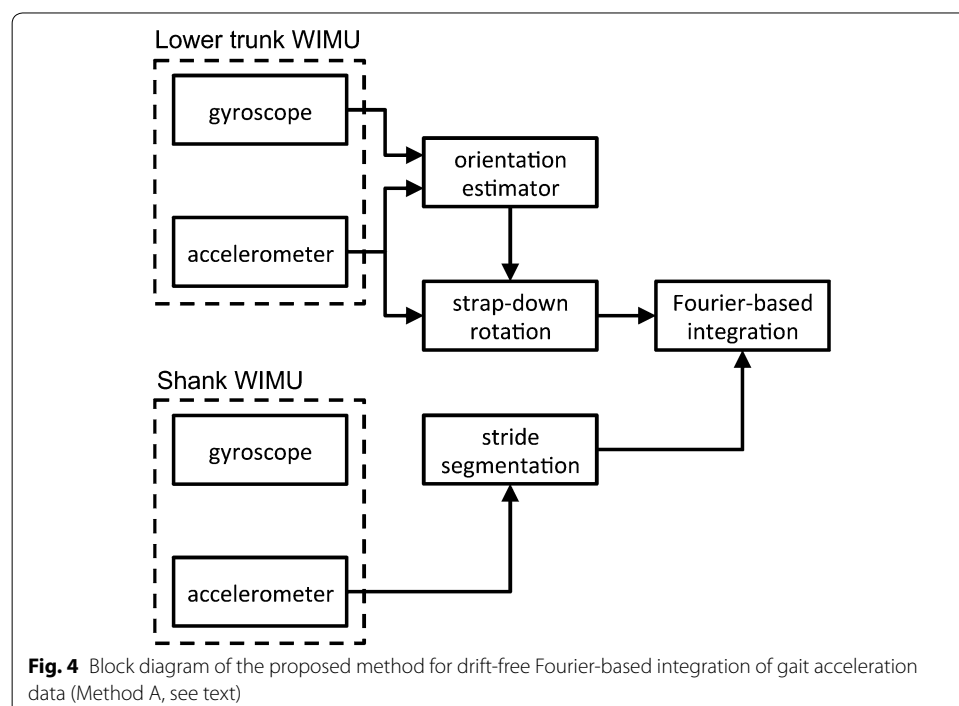 Lower trunk WIMU
gyroscope
orientation
estimator
accelerometer
strap-down
rotation
Fourier-based
integration
Shank WIMU
gyroscope
stride
segmentation
accelerometer
Fig. 4 Block diagram of the proposed method for drift-free Fourier-based integration of gait acceleration
data (Method A, see text)